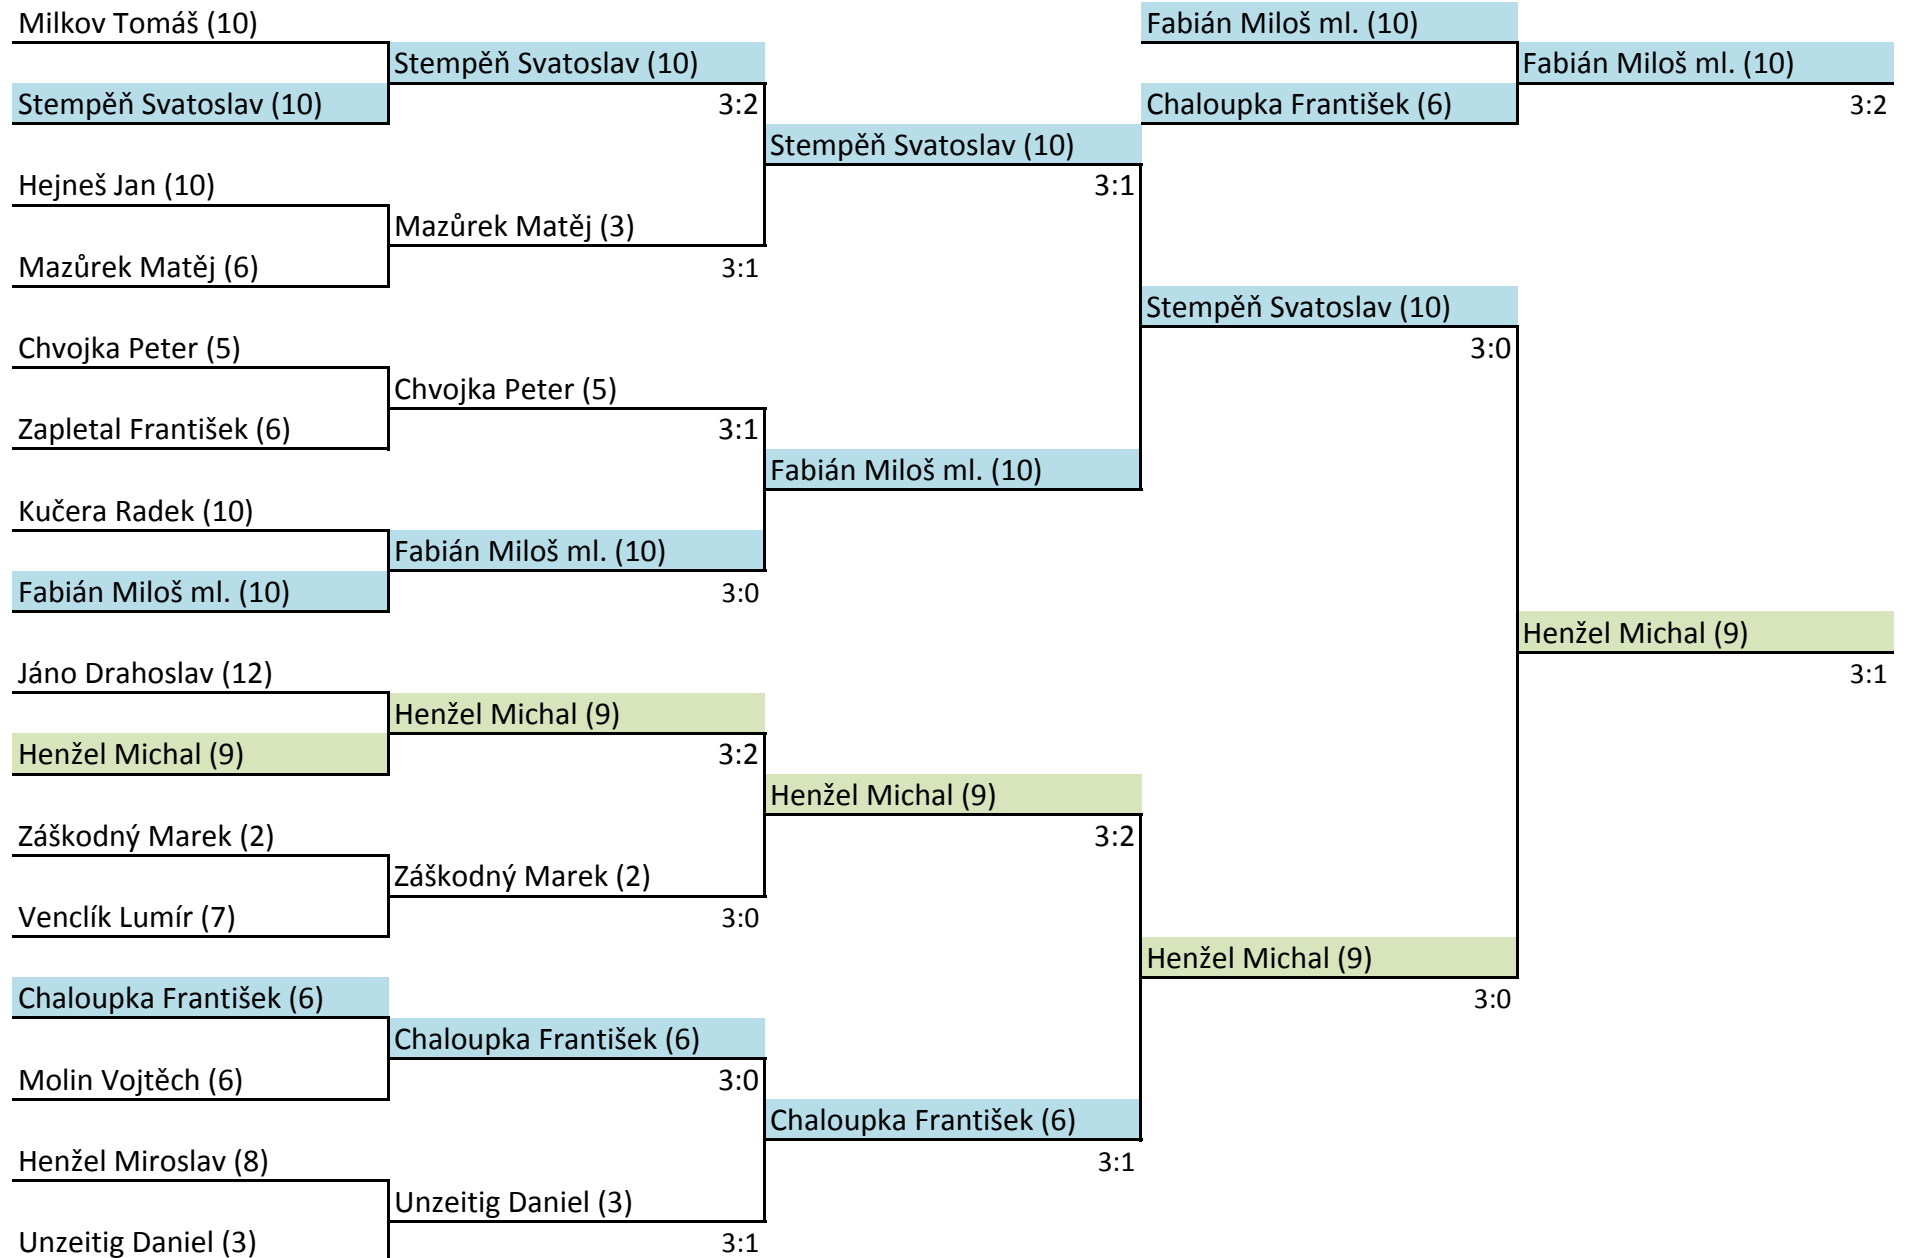 Milkov Tomáš (10)
Stempěň Svatoslav (10)
Hejneš Jan (10)
Mazůrek Matěj (6)
Chvojka Peter (5)
Zapletal František (6)
Kučera Radek (10)
Fabián Miloš ml. (10)
Jáno Drahoslav (12)
Henžel Michal (9)
Záškodný Marek (2)
Venclík Lumír (7)
Chaloupka František (6)
Molin Vojtěch (6)
Henžel Miroslav (8)
Unzeitig Daniel (3)
Stempěň Svatoslav (10)
3:2
Mazůrek Matěj (3)
3:1
Chvojka Peter (5)
3:1
Fabián Miloš ml. (10)
3:0
Henžel Michal (9)
3:2
Záškodný Marek (2)
3:0
Chaloupka František (6)
3:0
Unzeitig Daniel (3)
3:1
Stempěň Svatoslav (10)
3:1
Fabián Miloš ml. (10)
Henžel Michal (9)
3:2
Chaloupka František (6)
3:1
Fabián Miloš ml. (10)
Chaloupka František (6)
Stempěň Svatoslav (10)
3:0
Henžel Michal (9)
3:0
Fabián Miloš ml. (10)
3:2
Henžel Michal (9)
3:1